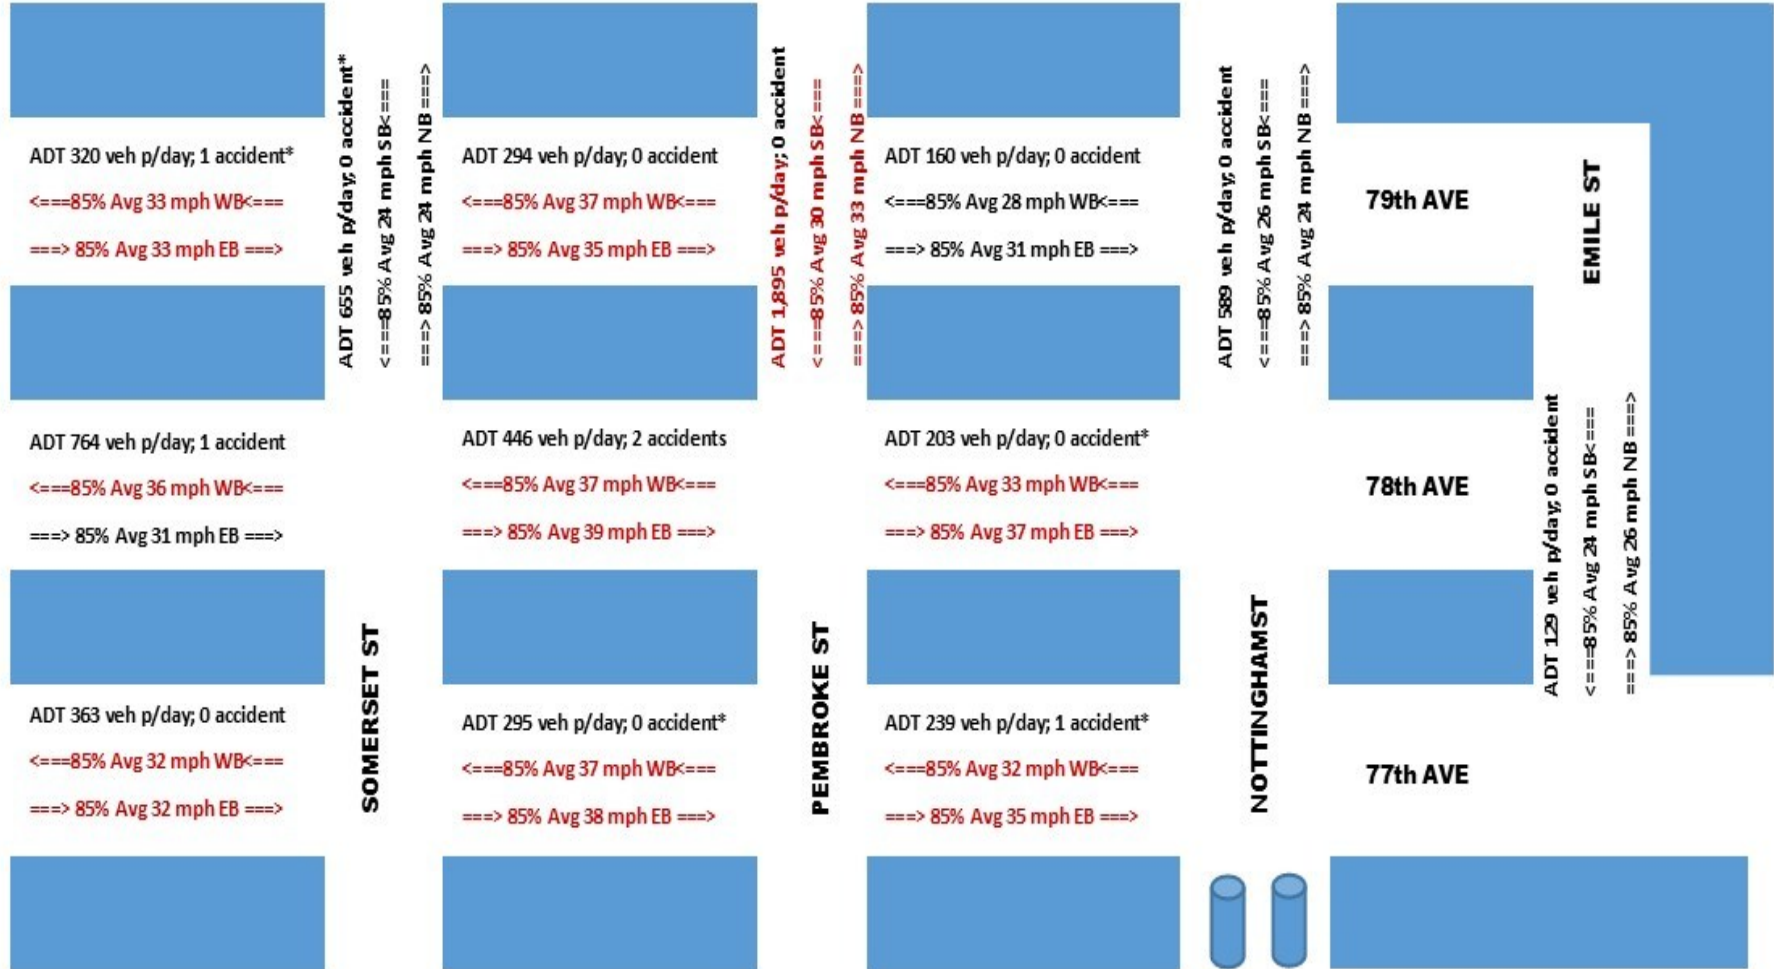 ADT 320 veh p/day; 1 accident*
<===85% Avg 33 mph WB<===
===> 85% Avg 33 mph EB ===>
ADT 655 veh p/day; 0 accident*
<===85% Avg 24 mph SB<===
===> 85% Avg 24 mph NB ===>
ADT 294 veh p/day; 0 accident
<===85% Avg 37 mph WB<===
===> 85% Avg 35 mph EB ===>
ADT 1,895 veh p/day; 0 accident
<===85% Avg 30 mph SB<===
===> 85% Avg 33 mph NB ===>
ADT 160 veh p/day; 0 accident
<===85% Avg 28 mph WB<===
===> 85% Avg 31 mph EB ===>
ADT 589 veh p/day; 0 accident
<===85% Avg 26 mph SB<===
===> 85% Avg 24 mph NB ===>
79th AVE
EMILE ST
ADT 764 veh p/day; 1 accident
<===85% Avg 36 mph WB<===
===> 85% Avg 31 mph EB ===>
ADT 446 veh p/day; 2 accidents
<===85% Avg 37 mph WB<===
===> 85% Avg 39 mph EB ===>
ADT 203 veh p/day; 0 accident*
<===85% Avg 33 mph WB<===
===> 85% Avg 37 mph EB ===>
78th AVE
ADT 129 veh p/day; 0 accident
<===85% Avg 24 mph SB<===
===> 85% Avg 26 mph NB ===>
ADT 363 veh p/day; 0 accident
<===85% Avg 32 mph WB<===
===> 85% Avg 32 mph EB ===>
SOMERSET ST
ADT 295 veh p/day; 0 accident*
<===85% Avg 37 mph WB<===
===> 85% Avg 38 mph EB ===>
PEMBROKE ST
ADT 239 veh p/day; 1 accident*
<===85% Avg 32 mph WB<===
===> 85% Avg 35 mph EB ===>
NOTTINGHAMST
77th AVE